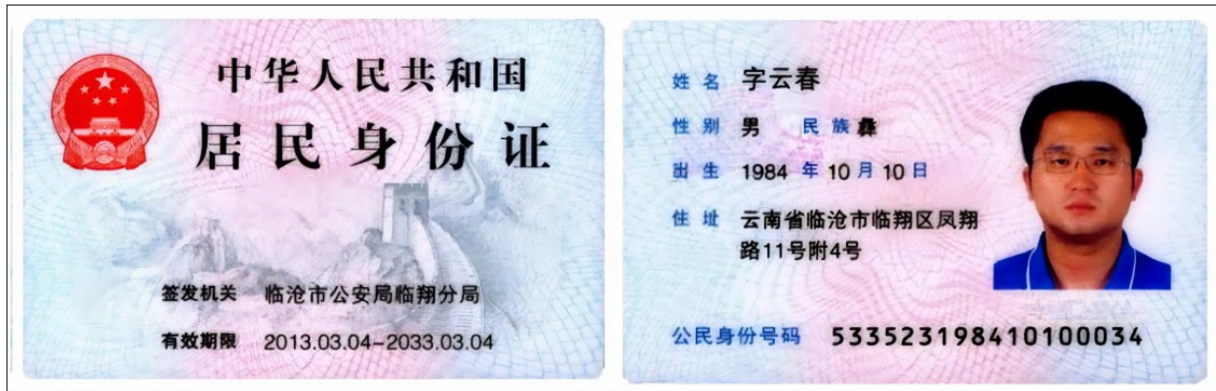 中华人民共和国
居民身份证
签发机关 临沧市公安局临翔分局
有效期限 2013.03.04-2033.03.04
姓名 字云春
性别 男 民族 彝
出生 1984 年 10 月 10 日
住址 云南省临沧市临翔区凤翔
路11号附4号
公民身份号码 533523198410100034